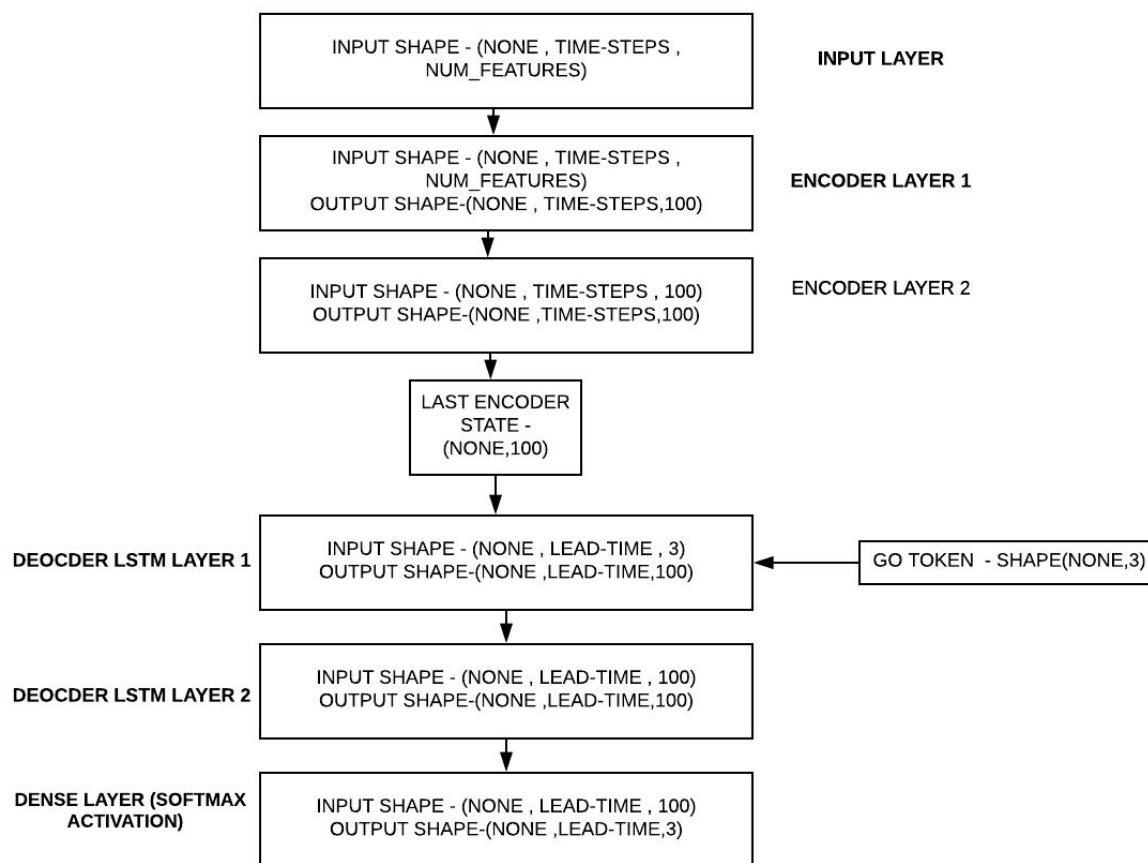 INPUT SHAPE - (NONE , TIME-STEPS ,
NUM_FEATURES)
INPUT LAYER
INPUT SHAPE - (NONE , TIME-STEPS ,
NUM_FEATURES)
OUTPUT SHAPE-(NONE , TIME-STEPS,100)
ENCODER LAYER 1
INPUT SHAPE - (NONE , TIME-STEPS , 100)
OUTPUT SHAPE-(NONE ,TIME-STEPS,100)
ENCODER LAYER 2
LAST ENCODER
STATE -
(NONE,100)
DEOCDER LSTM LAYER 1
INPUT SHAPE - (NONE , LEAD-TIME , 3)
OUTPUT SHAPE-(NONE ,LEAD-TIME,100)
GO TOKEN - SHAPE(NONE,3)
DEOCDER LSTM LAYER 2
INPUT SHAPE - (NONE , LEAD-TIME , 100)
OUTPUT SHAPE-(NONE ,LEAD-TIME,100)
DENSE LAYER (SOFTMAX
ACTIVATION)
INPUT SHAPE - (NONE , LEAD-TIME , 100)
OUTPUT SHAPE-(NONE ,LEAD-TIME,3)